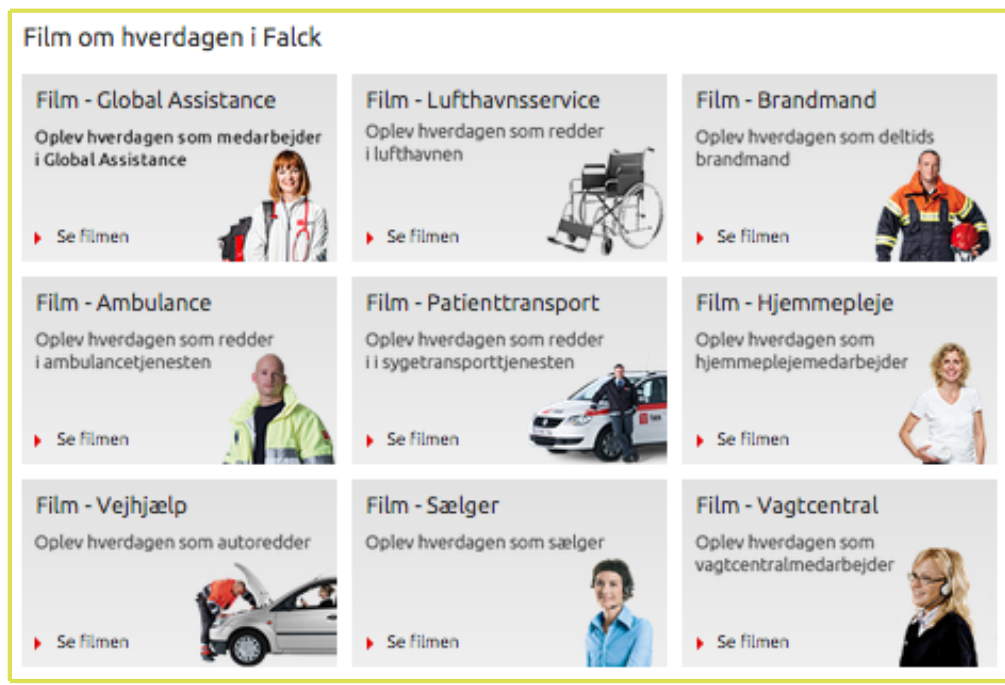 Film om hverdagen i Falck
Film - Global Assistance
Oplev hverdagen som medarbejder
i Global Assistance
Se filmen
Film - Lufthavnsservice
Oplev hverdagen som redder
i lufthavnen
Se filmen
Film - Brandmand
Oplev hverdagen som deltids
brandmand
Se filmen
Film - Ambulance
Oplev hverdagen som redder
i ambulancetjenesten
Se filmen
Film - Patienttransport
Oplev hverdagen som redder
i i sygetransporttjenesten
Se filmen
Film - Hjemmepleje
Oplev hverdagen som
hjemmeplejemedarbejder
Se filmen
Film - Vejhjælp
Oplev hverdagen som autoredder
Se filmen
Film - Sælger
Oplev hverdagen som sælger
Se filmen
Film - Vagtcentral
Oplev hverdagen som
vagtcentralmedarbejder
Se filmen